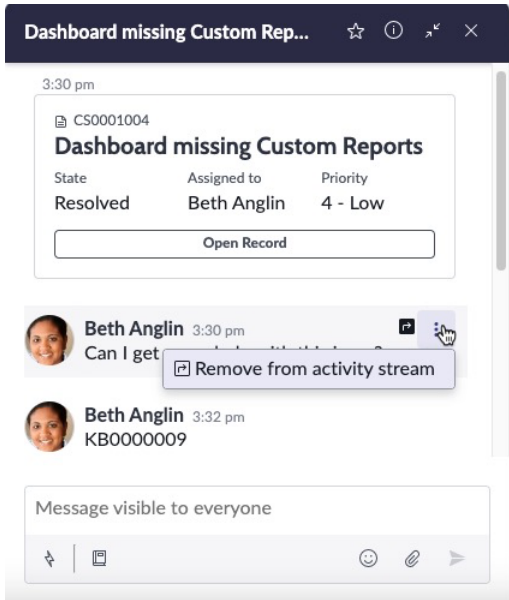 Dashboard missing Custom Rep...
3:30 pm
CS0001004
Dashboard missing Custom Reports
State Assigned to Priority
Resolved Beth Anglin 4 - Low
Open Record
Beth Anglin 3:30 pm
Can I get
Remove from activity stream
Beth Anglin 3:32 pm
KB0000009
Message visible to everyone